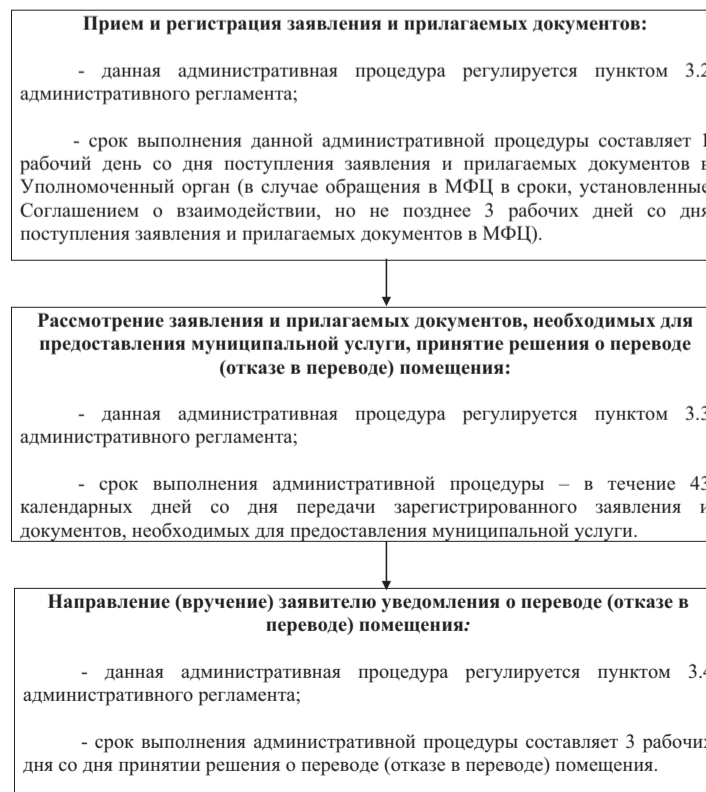 Прием и регистрация заявления и прилагаемых документов:
- данная административная процедура регулируется пунктом 3.2
административного регламента;
- срок выполнения данной административной процедуры составляет 1
рабочий день со дня поступления заявления и прилагаемых документов в
Уполномоченный орган (в случае обращения в МФЦ в сроки, установленные
Соглашением о взаимодействии, но не позднее 3 рабочих дней со дня
поступления заявления и прилагаемых документов в МФЦ).
Рассмотрение заявления и прилагаемых документов, необходимых для
предоставления муниципальной услуги, принятие решения о переводе
(отказе в переводе) помещения:
- данная административная процедура регулируется пунктом 3.3
административного регламента;
- срок выполнения административной процедуры – в течение 43
календарных дней со дня передачи зарегистрированного заявления и
документов, необходимых для предоставления муниципальной услуги.
Направление (вручение) заявителю уведомления о переводе (отказе в
переводе) помещения:
- данная административная процедура регулируется пунктом 3.4
административного регламента;
- срок выполнения административной процедуры составляет 3 рабочих
дня со дня принятии решения о переводе (отказе в переводе) помещения.